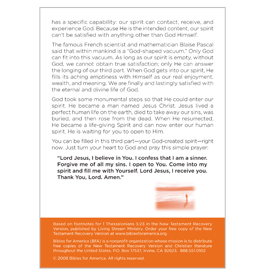 has a specific capability: our spirit can contact, receive, and
experience God. Because He is the intended content, our spirit
can't be satisfied with anything other than God Himself.
The famous French scientist and mathematician Blaise Pascal
said that within mankind is a "God-shaped vacuum." Only God
can fit into this vacuum. As long as our spirit is empty, without
God, we cannot obtain true satisfaction; only He can answer
the longing of our third part. When God gets into our spirit, He
fills its aching emptiness with Himself as our real enjoyment,
wealth, and meaning. We are finally and lastingly satisfied with
the eternal and divine life of God.
God took some monumental steps so that He could enter our
spirit. He became a man named Jesus Christ. Jesus lived a
perfect human life on the earth. Died to take away our sins, was
buried, and then rose from the dead. When He resurrected,
He became a life-giving Spirit and can now enter our human
spirit. He is waiting for you to open to Him.
You can be filled in this third part—your God-created spirit—right
now. Just turn your heart to God and pray this simple prayer:
"Lord Jesus, I believe in You. I confess that I am a sinner.
Forgive me of all my sins. I open to You. Come into my
spirit and fill me with Yourself. Lord Jesus, I receive you.
Thank You, Lord. Amen."
Based on footnotes for 1 Thessalonians 5:23 in the New Testament Recovery
Version, published by Living Stream Ministry. Order your free copy of the New
Testament Recovery Version at www.biblesforamerica.org.
Bibles for America (BfA) is a nonprofit organization whose mission is to distribute
free copies of the New Testament Recovery Version and Christian literature
throughout the United States. P.O. Box 17537, Irvine, CA 92623
© 2008 Bibles for America. All rights reserved.